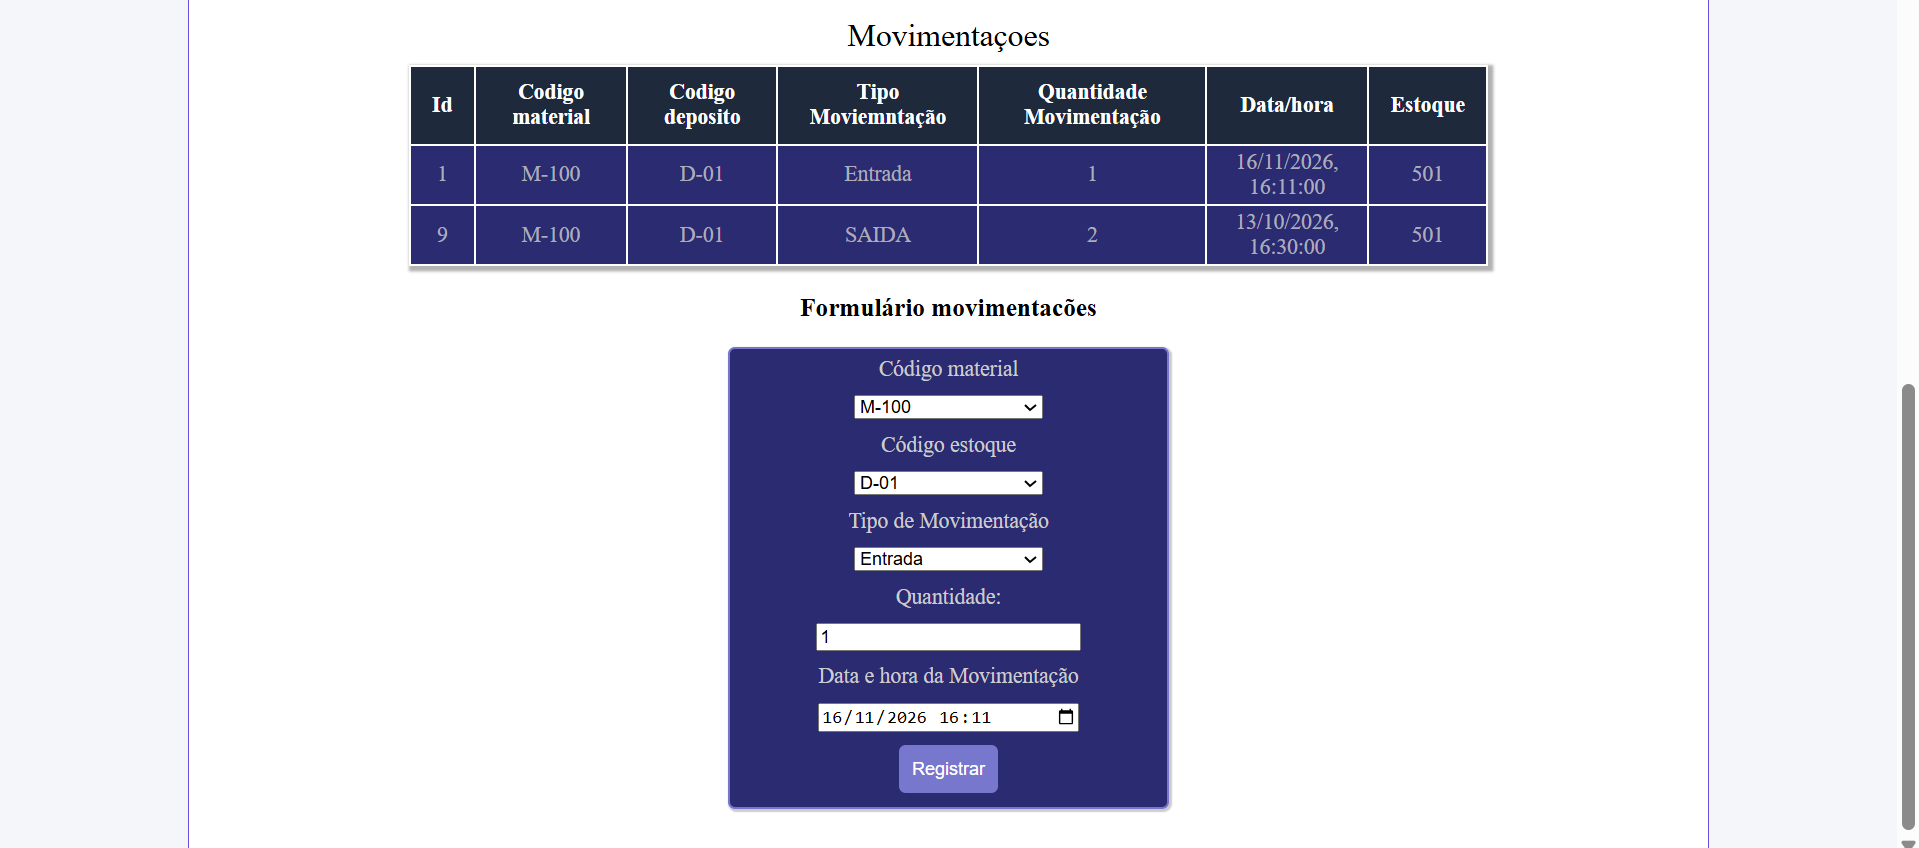 Movimentaçoes
Id Codigo material Codigo deposito Tipo Moviemntação Quantidade Movimentação Data/hora Estoque
1 M-100 D-01 Entrada 1 16/11/2026, 16:11:00 501
9 M-100 D-01 SAIDA 2 13/10/2026, 16:30:00 501
Formulário movimentacões
Código material
M-100
Código estoque
D-01
Tipo de Movimentação
Entrada
Quantidade:
1
Data e hora da Movimentação
16/11/2026 16:11
Registrar